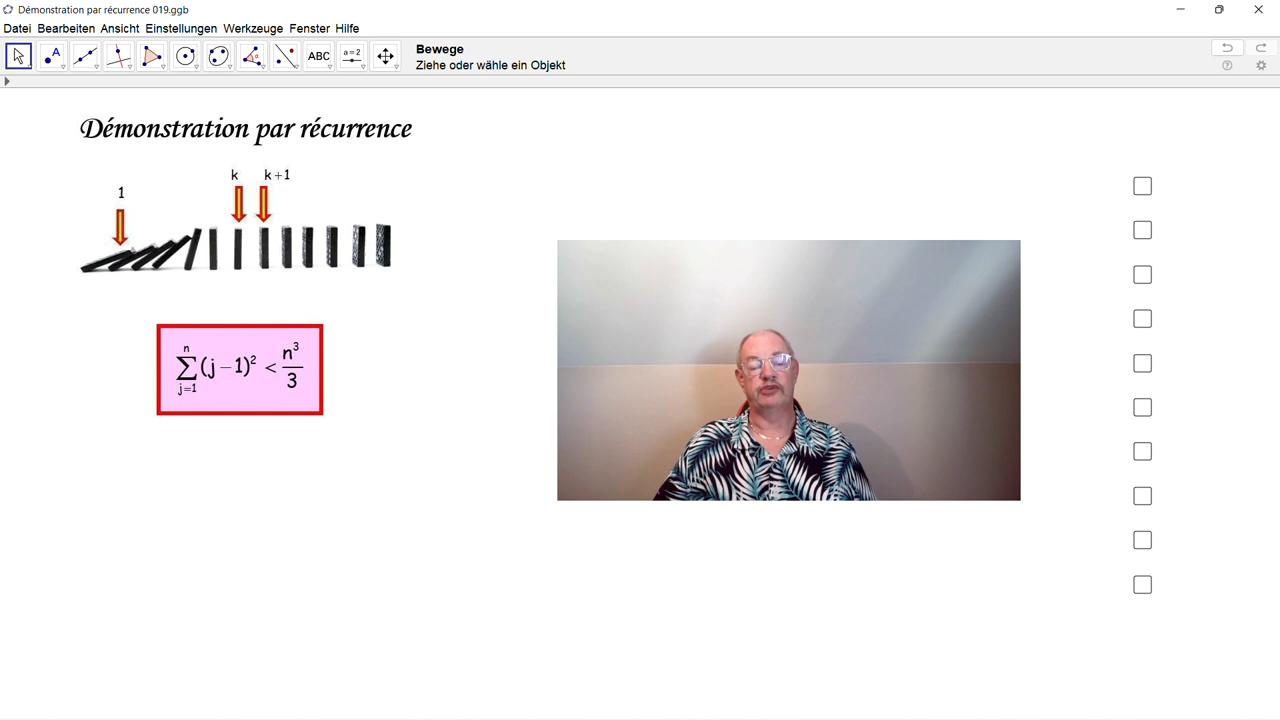 Démonstration par récurrence 019.ggb
Datei Bearbeiten Ansicht Einstellungen Verwerkzeuge Fenster Hilfe
A
ABC
a=2
Bewege
Ziehe oder wähle ein Objekt
Démonstration par récurrence
1
k
k+1
n
∑(j−1)² < n³/3
j=1